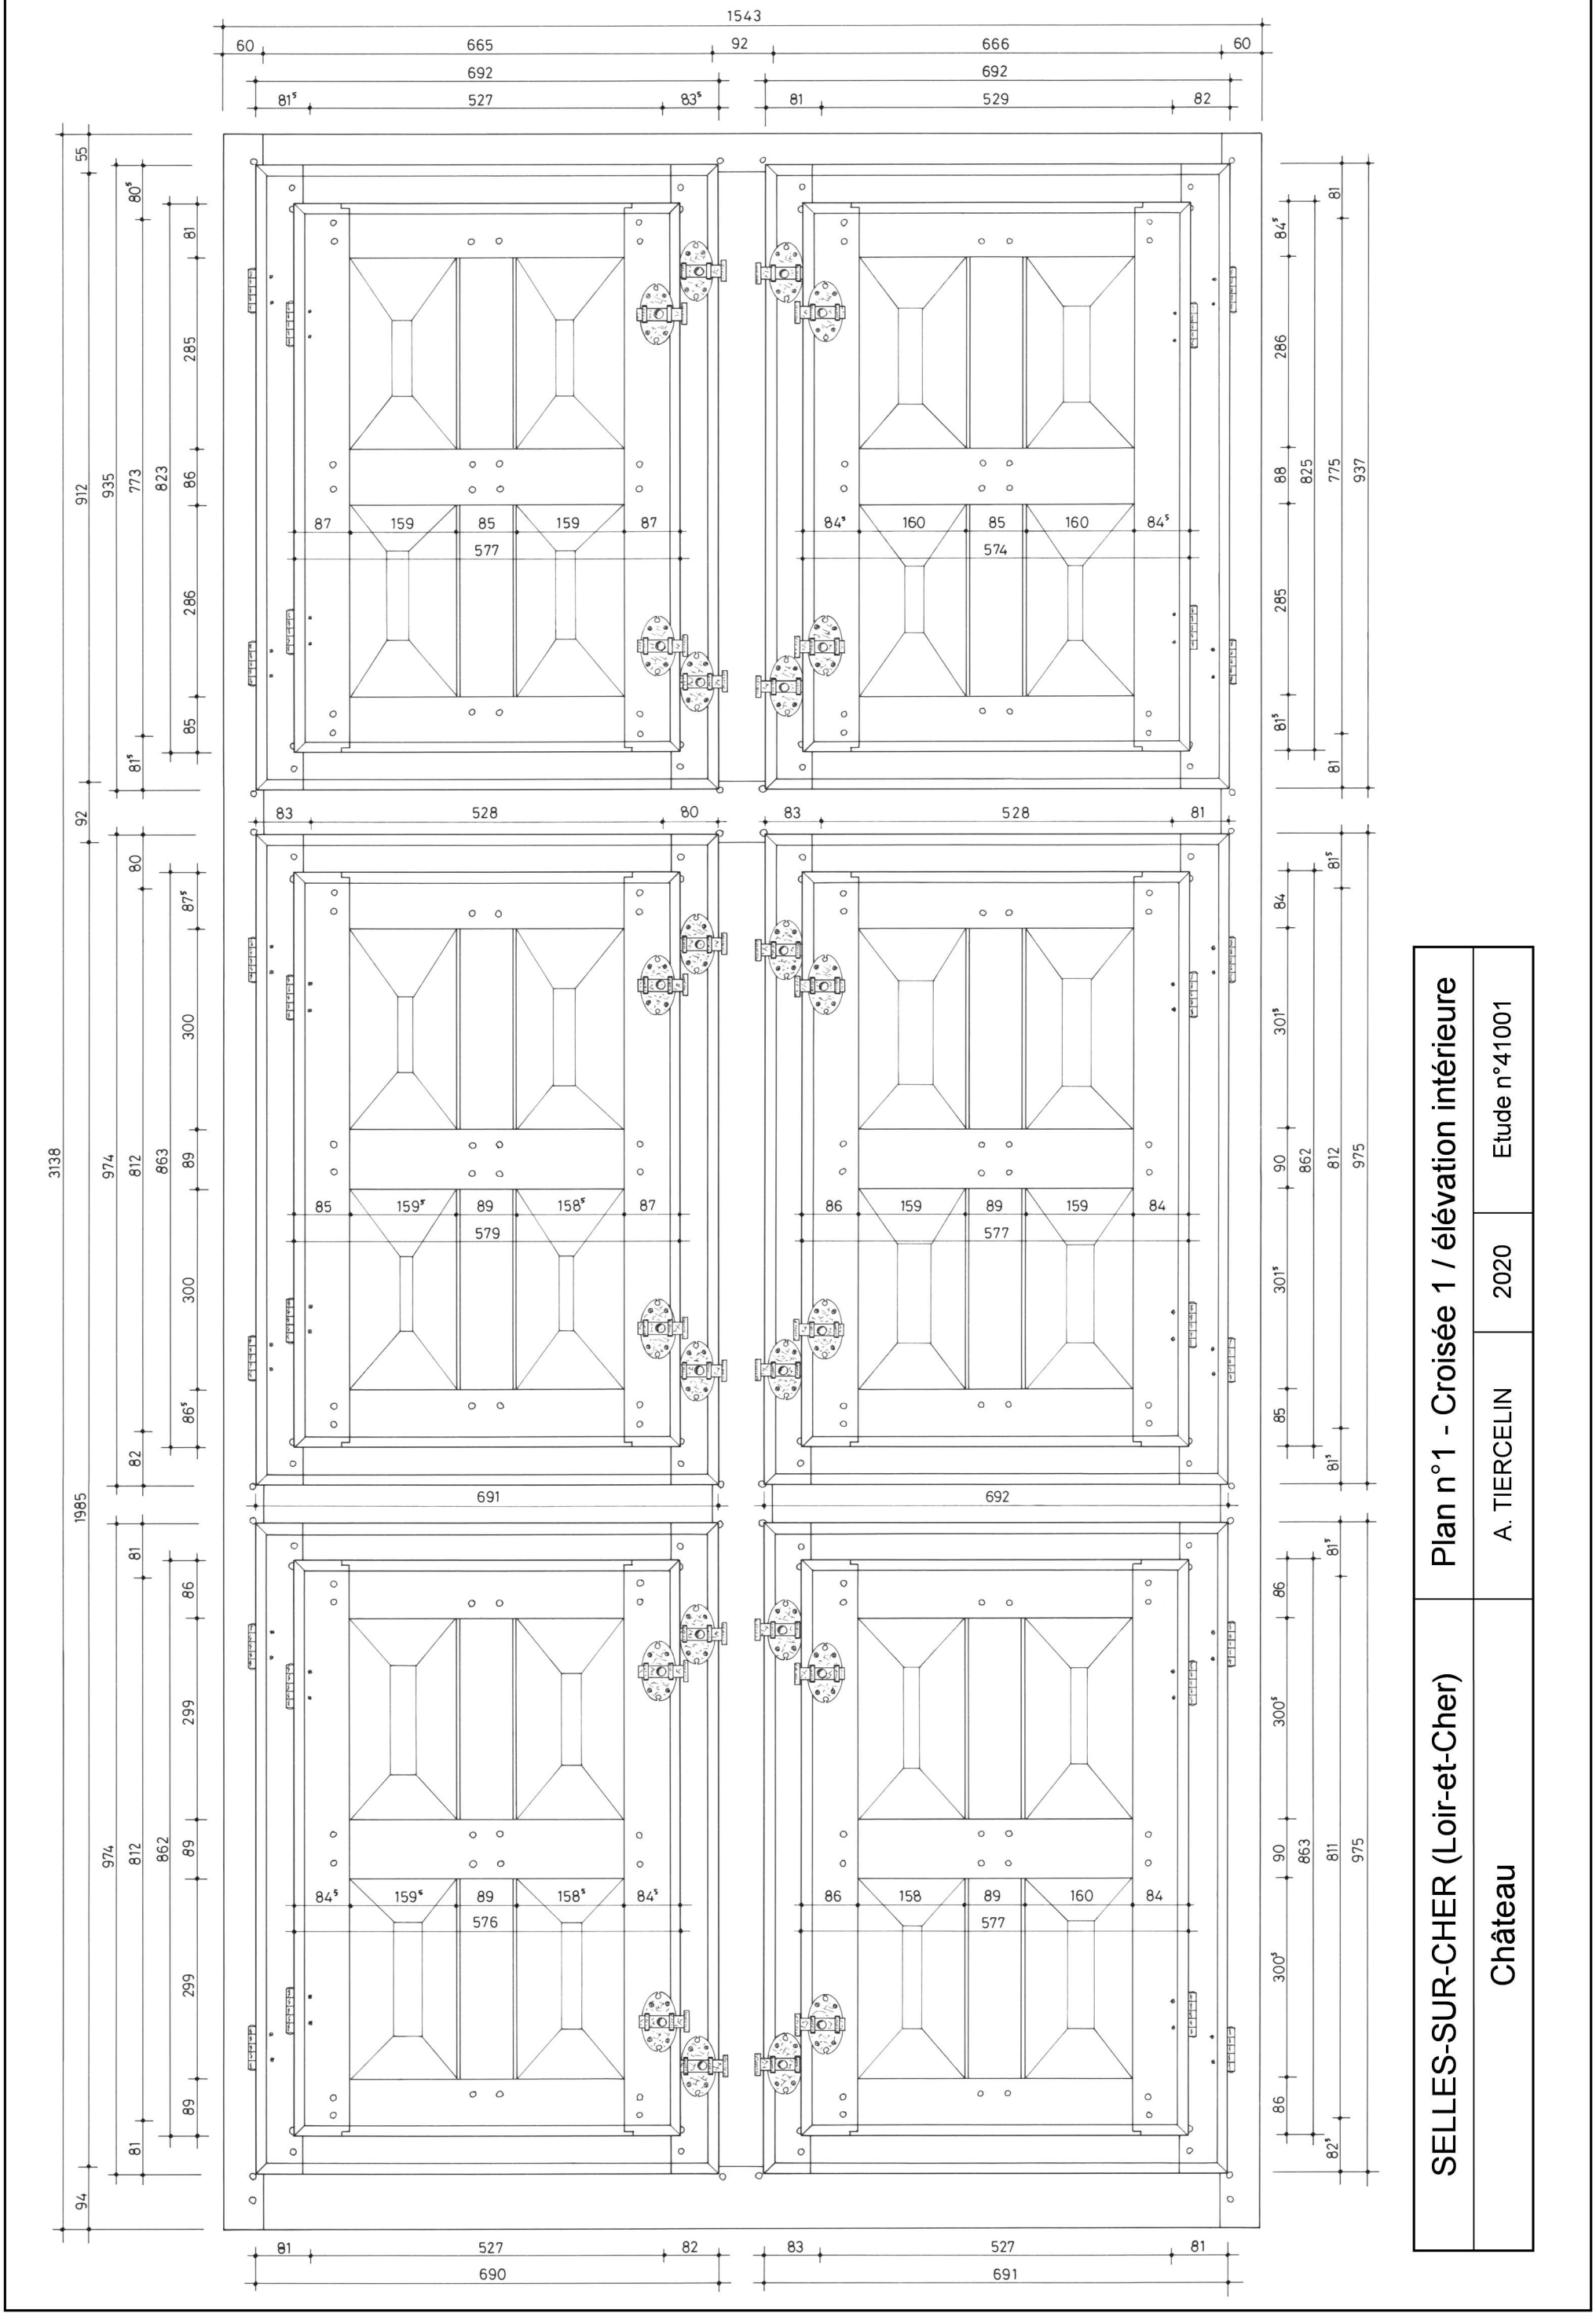 1543
60 665 92 666 60
692 692
81⁵ 527 83⁵ 81 529 82
3138
55 912 92 1985 94
935 773 823
80⁵ 81⁵
81 285 86 286 85
84⁵ 286 88 285 81⁵
825 775 937
81 81
87 159 85 159 87
577
84⁵ 160 85 160 84⁵
574
83 528 80 83 528 81
974 812 863
80 82
87⁵ 300 89 300 86⁵
84 301⁵ 90 301⁵ 85
862 812 975
81⁵ 81⁵
85 159⁵ 89 158⁵ 87
579
86 159 89 159 84
577
691 692
974 812 862
81 81
86 299 89 299 89
86 300⁵ 90 300⁵ 86
863 811 975
81⁵ 82⁵
84⁵ 159⁵ 89 158⁵ 84⁵
576
86 158 89 160 84
577
81 527 82 83 527 81
690 691
SELLES-SUR-CHER (Loir-et-Cher)
Château
Plan n°1 - Croisée 1 / élévation intérieure
A. TIERCELIN
2020
Etude n°41001